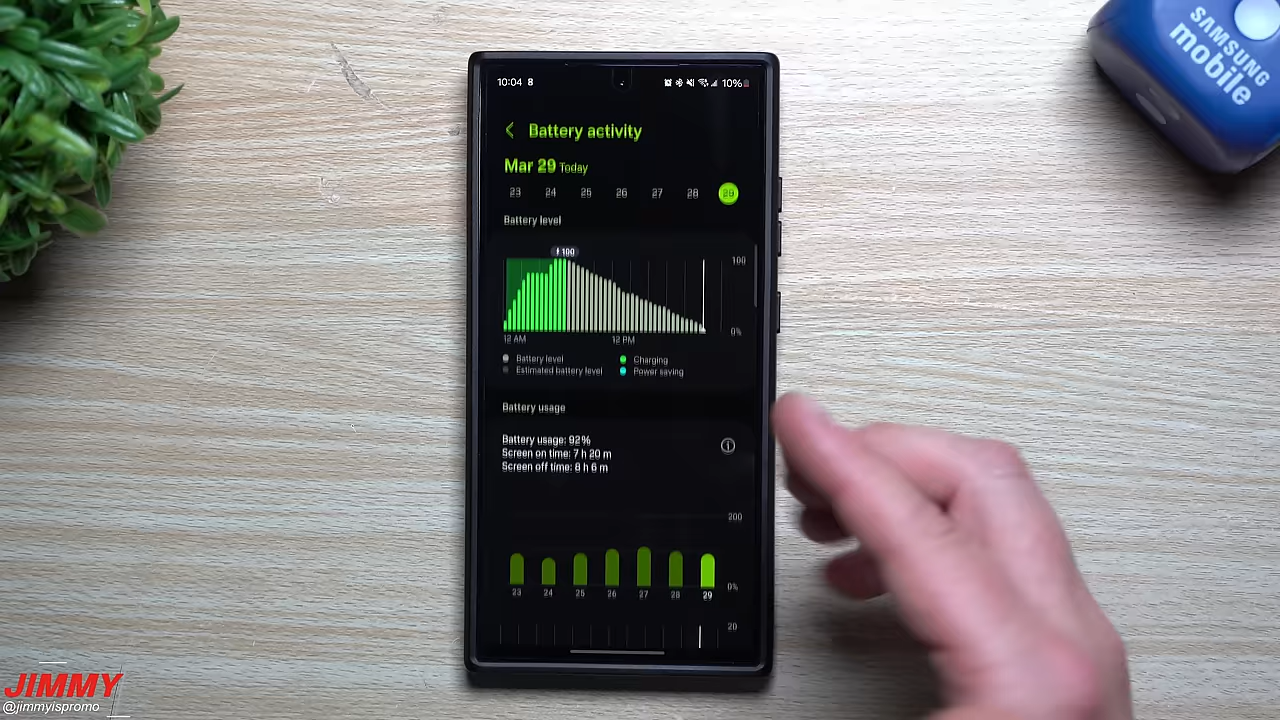 SAMSUNG
mobile
10:04 8
10%
Battery activity
Mar 29 Today
23 24 25 26 27 28 29
Battery level
100
100
0%
12 AM 12 PM
Battery level Charging
Estimated battery level Power saving
Battery usage
Battery usage: 92%
Screen on time: 7 h 20 m
Screen off time: 8 h 6 m
200
0%
23 24 25 26 27 28 29
20
JIMMY
@jimmyispromo